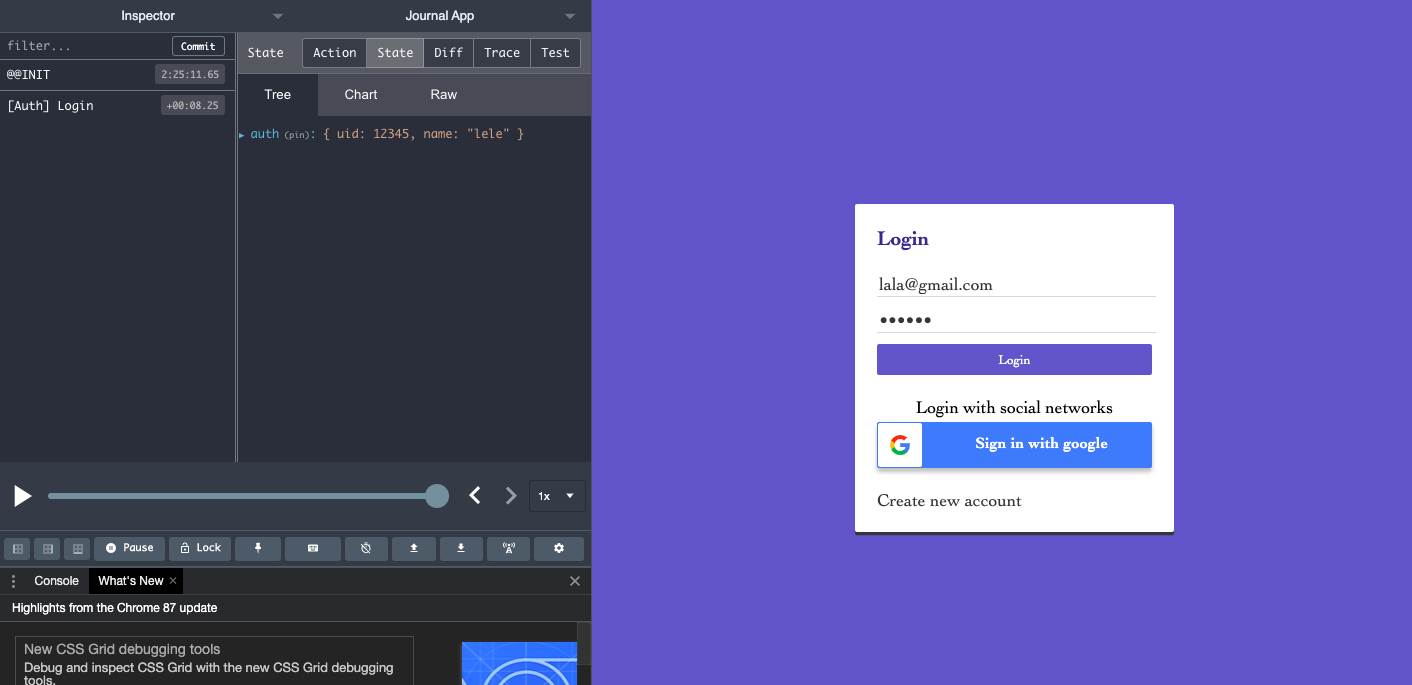 Inspector
Journal App
filter...
Commit
@@INIT
2:25:11.65
[Auth] Login
+00:08.25
State
Action
State
Diff
Trace
Test
Tree
Chart
Raw
auth (pin): { uid: 12345, name: "lele" }
1x
Pause
Lock
Console
What's New
Highlights from the Chrome 87 update
New CSS Grid debugging tools
Debug and inspect CSS Grid with the new CSS Grid debugging
tools.
Login
lala@gmail.com
Login
Login with social networks
Sign in with google
Create new account